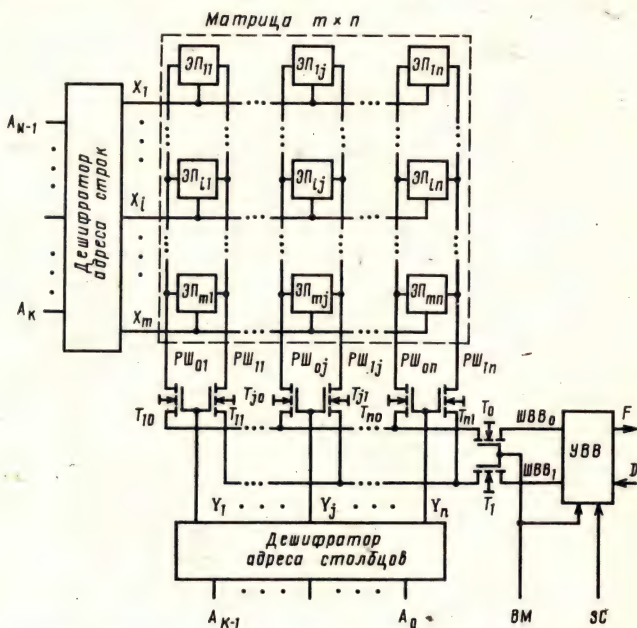 Матрица m × n
ЭП11 ЭП1j ЭП1n
X1
AN-1
ЭПi1 ЭПij ЭПin
Xi
Дешифратор
адреса строк
ЭПm1 ЭПmj ЭПmn
AK
Xm
РШ01 РШ11 РШ0j РШ1j РШ0n РШ1n
T10 T11 Tj0 Tj1 Tn0 Tn1
T0 ШВВ0 УВВ F
T1 ШВВ1 D
Y1 Yj Yn
Дешифратор
адреса столбцов
AK-1 A0 ВМ ЗС